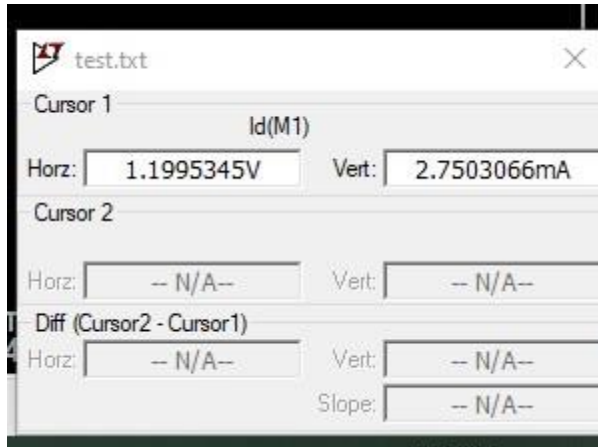 test.txt
Cursor 1
Id(M1)
Horz: 1.1995345V Vert: 2.7503066mA
Cursor 2
Horz: -- N/A-- Vert: -- N/A--
Diff (Cursor2 - Cursor1)
Horz: -- N/A-- Vert: -- N/A--
Slope: -- N/A--